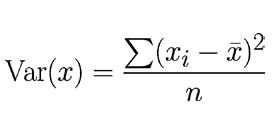 Var(x) = ∑(xᵢ − x̄)² / n